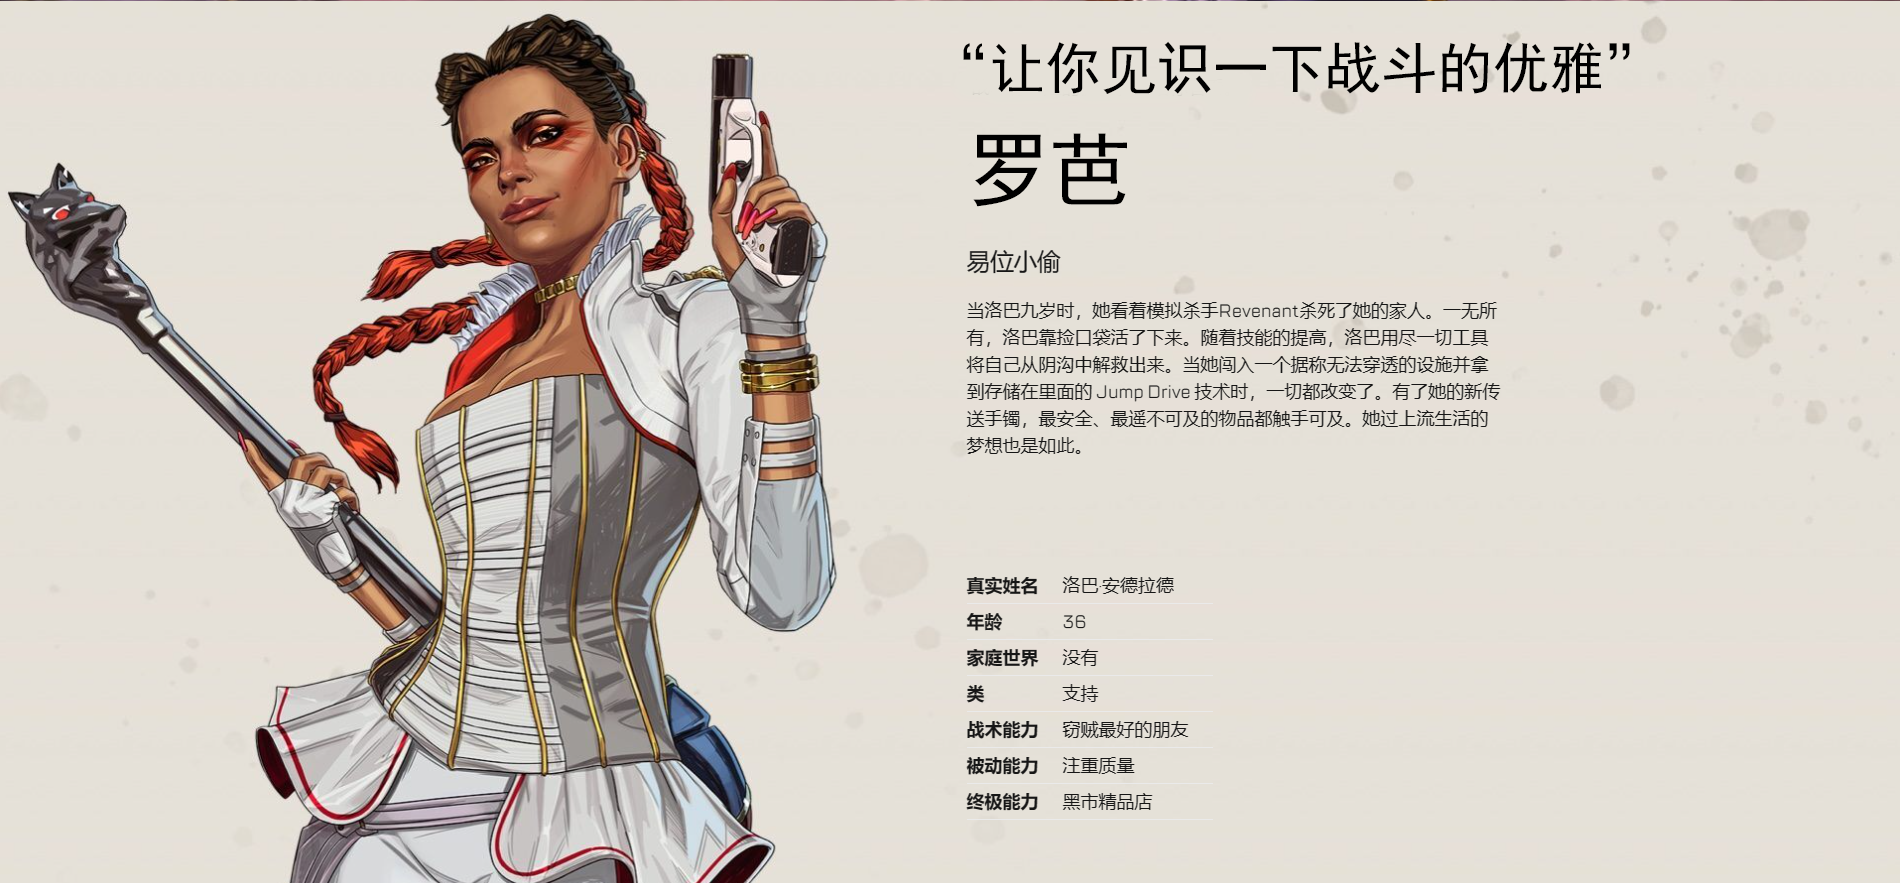 “让你见识一下战斗的优雅”
罗芭
易位小偷
当洛巴九岁时，她看着模拟杀手Revenant杀死了她的家人。一无所
有，洛巴靠捡口袋活了下来。随着技能的提高，洛巴用尽一切工具
将自己从阴沟中解救出来。当她闯入一个据称无法穿透的设施并拿
到存储在里面的 Jump Drive 技术时，一切都改变了。有了她的新传
送手镯，最安全、最遥不可及的物品都触手可及。她过上流生活的
梦想也是如此。
真实姓名 洛巴·安德拉德
年龄 36
家庭世界 没有
类 支持
战术能力 窃贼最好的朋友
被动能力 注重质量
终极能力 黑市精品店